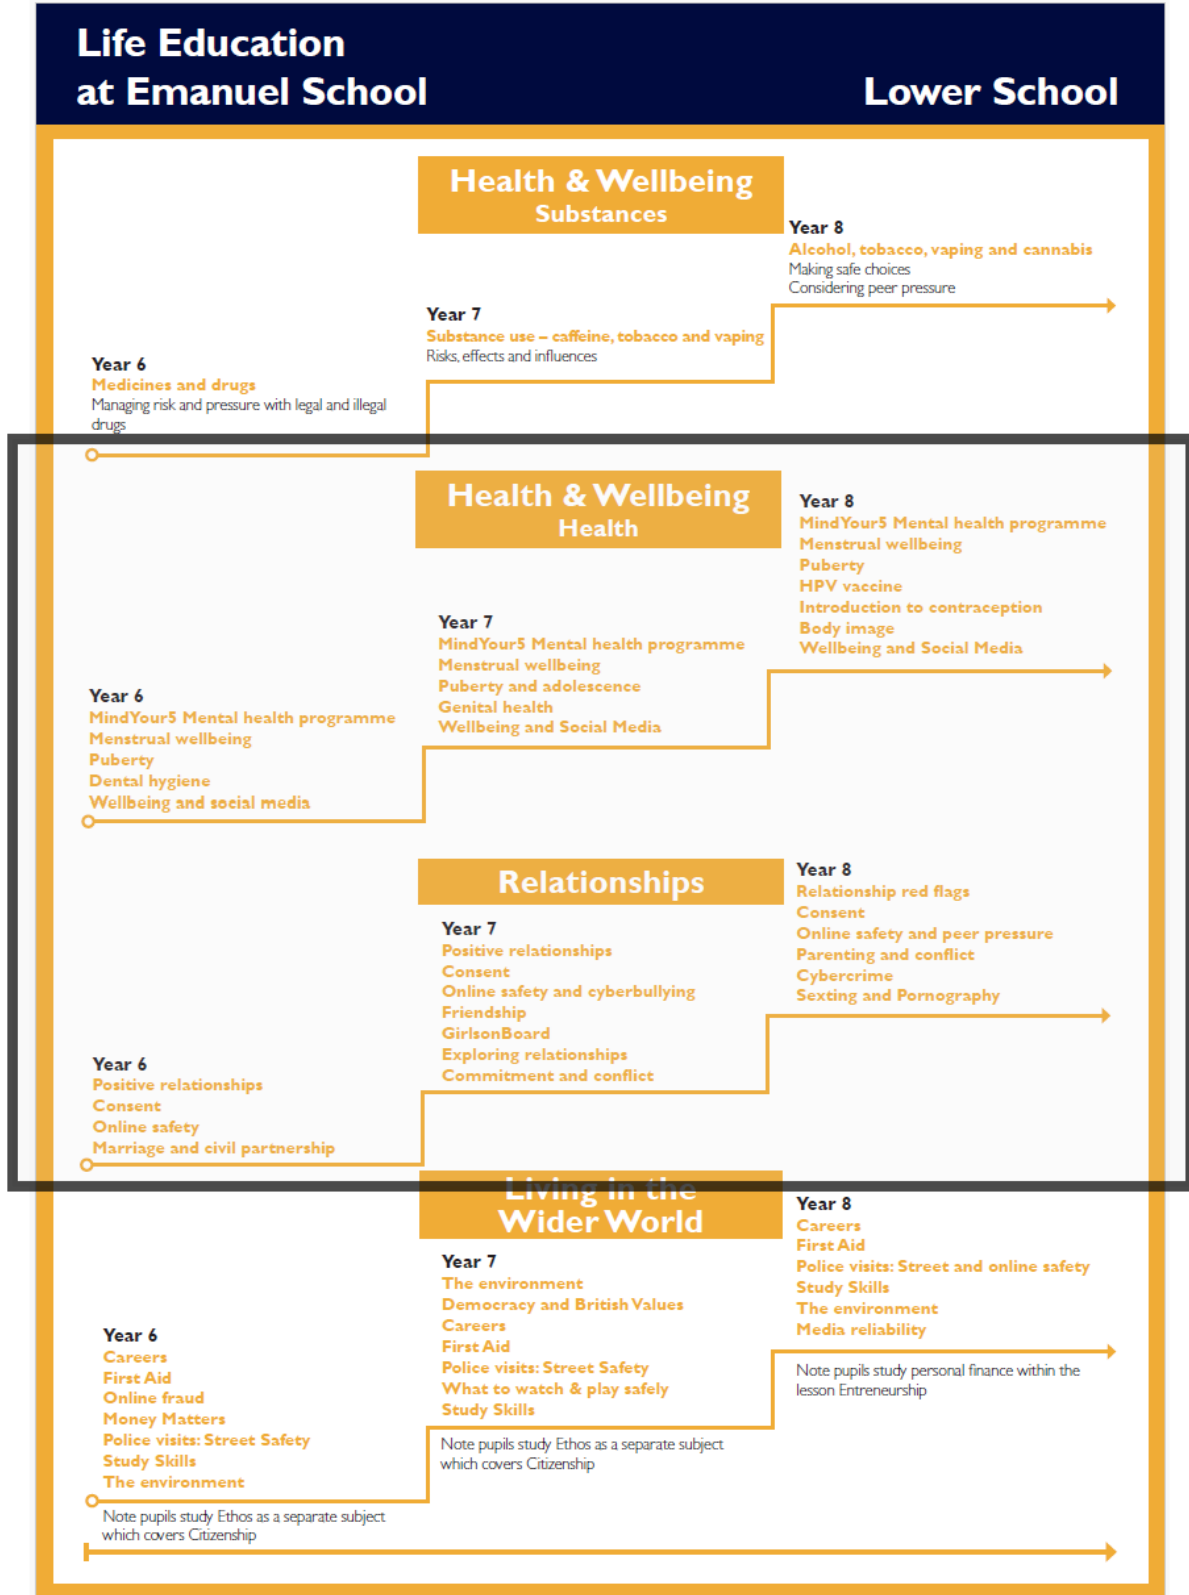 Life Education
at Emanuel School
Lower School
Health & Wellbeing
Substances
Year 6
Medicines and drugs
Managing risk and pressure with legal and illegal
drugs
Year 7
Substance use – caffeine, tobacco and vaping
Risks, effects and influences
Year 8
Alcohol, tobacco, vaping and cannabis
Making safe choices
Considering peer pressure
Health & Wellbeing
Health
Year 6
MindYour5 Mental health programme
Menstrual wellbeing
Puberty
Dental hygiene
Wellbeing and social media
Year 7
MindYour5 Mental health programme
Menstrual wellbeing
Puberty and adolescence
Genital health
Wellbeing and Social Media
Year 8
MindYour5 Mental health programme
Menstrual wellbeing
Puberty
HPV vaccine
Introduction to contraception
Body image
Wellbeing and Social Media
Relationships
Year 6
Positive relationships
Consent
Online safety
Marriage and civil partnership
Year 7
Positive relationships
Consent
Online safety and cyberbullying
Friendship
GirlsonBoard
Exploring relationships
Commitment and conflict
Year 8
Relationship red flags
Consent
Online safety and peer pressure
Parenting and conflict
Cybercrime
Sexting and Pornography
Living in the
Wider World
Year 6
Careers
First Aid
Online fraud
Money Matters
Police visits: Street Safety
Study Skills
The environment
Note pupils study Ethos as a separate subject
which covers Citizenship
Year 7
The environment
Democracy and British Values
Careers
First Aid
Police visits: Street Safety
What to watch & play safely
Study Skills
Note pupils study Ethos as a separate subject
which covers Citizenship
Year 8
Careers
First Aid
Police visits: Street and online safety
Study Skills
The environment
Media reliability
Note pupils study personal finance within the
lesson Entreneurship